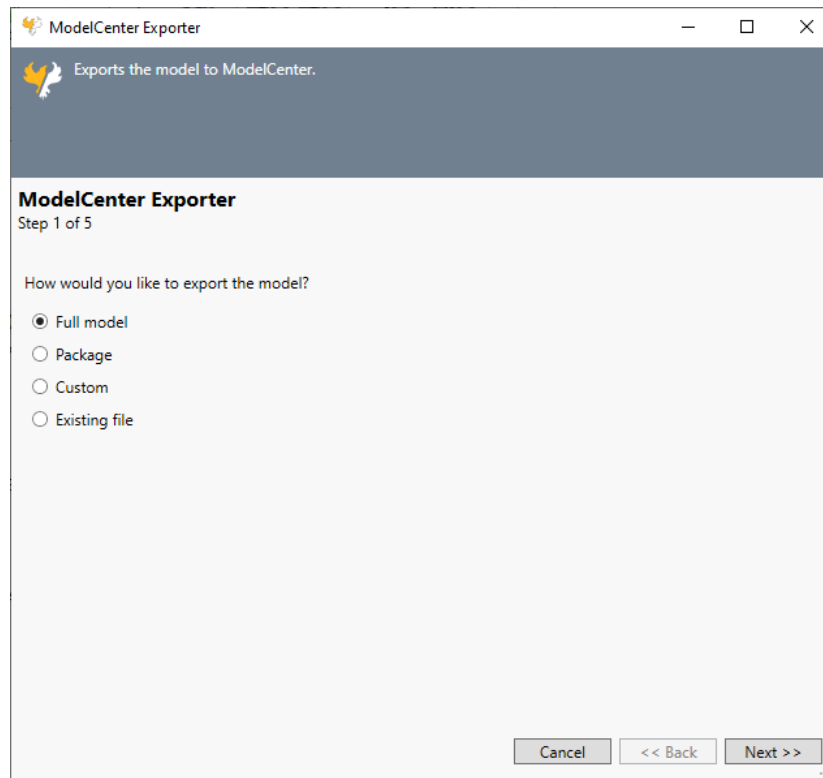 ModelCenter Exporter
Exports the model to ModelCenter.
ModelCenter Exporter
Step 1 of 5
How would you like to export the model?
Full model
Package
Custom
Existing file
Cancel
<< Back
Next >>